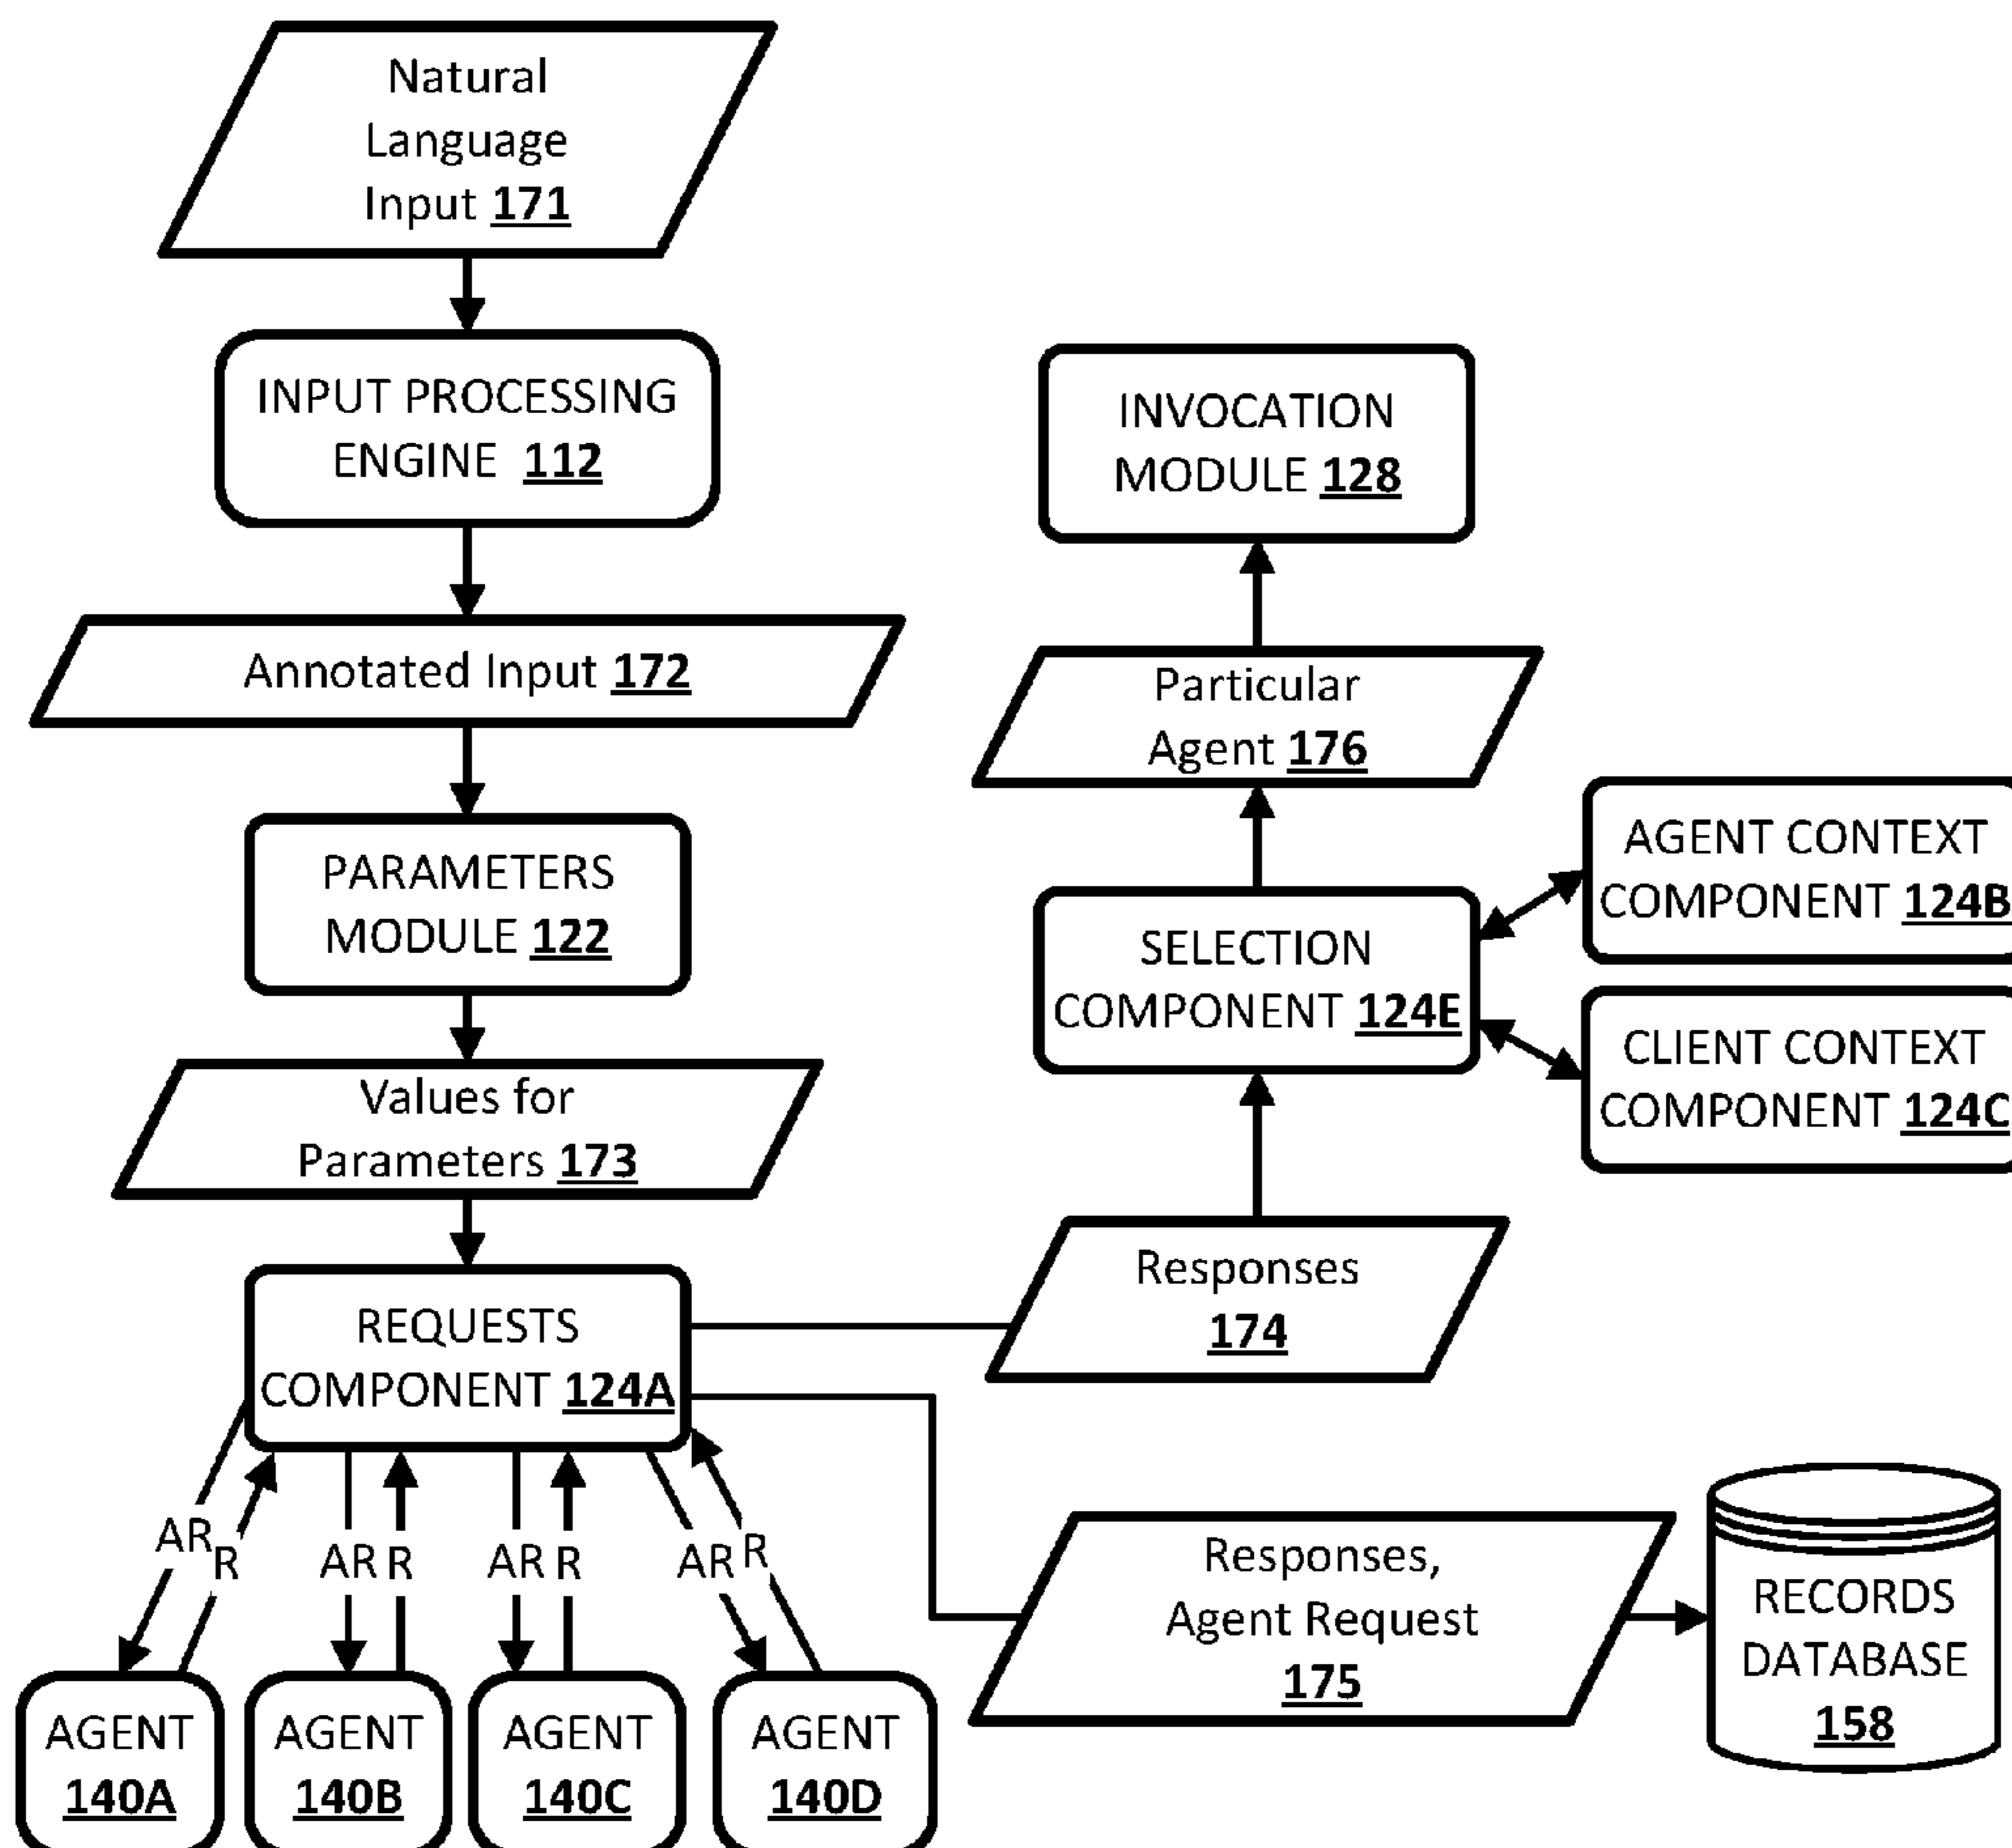 Natural
Language
Input 171
INPUT PROCESSING
ENGINE 112
Annotated Input 172
PARAMETERS
MODULE 122
Values for
Parameters 173
REQUESTS
COMPONENT 124A
AR
R
AR R
AR R
AR R
AGENT
140A
AGENT
140B
AGENT
140C
AGENT
140D
INVOCATION
MODULE 128
Particular
Agent 176
SELECTION
COMPONENT 124E
AGENT CONTEXT
COMPONENT 124B
CLIENT CONTEXT
COMPONENT 124C
Responses
174
Responses,
Agent Request
175
RECORDS
DATABASE
158